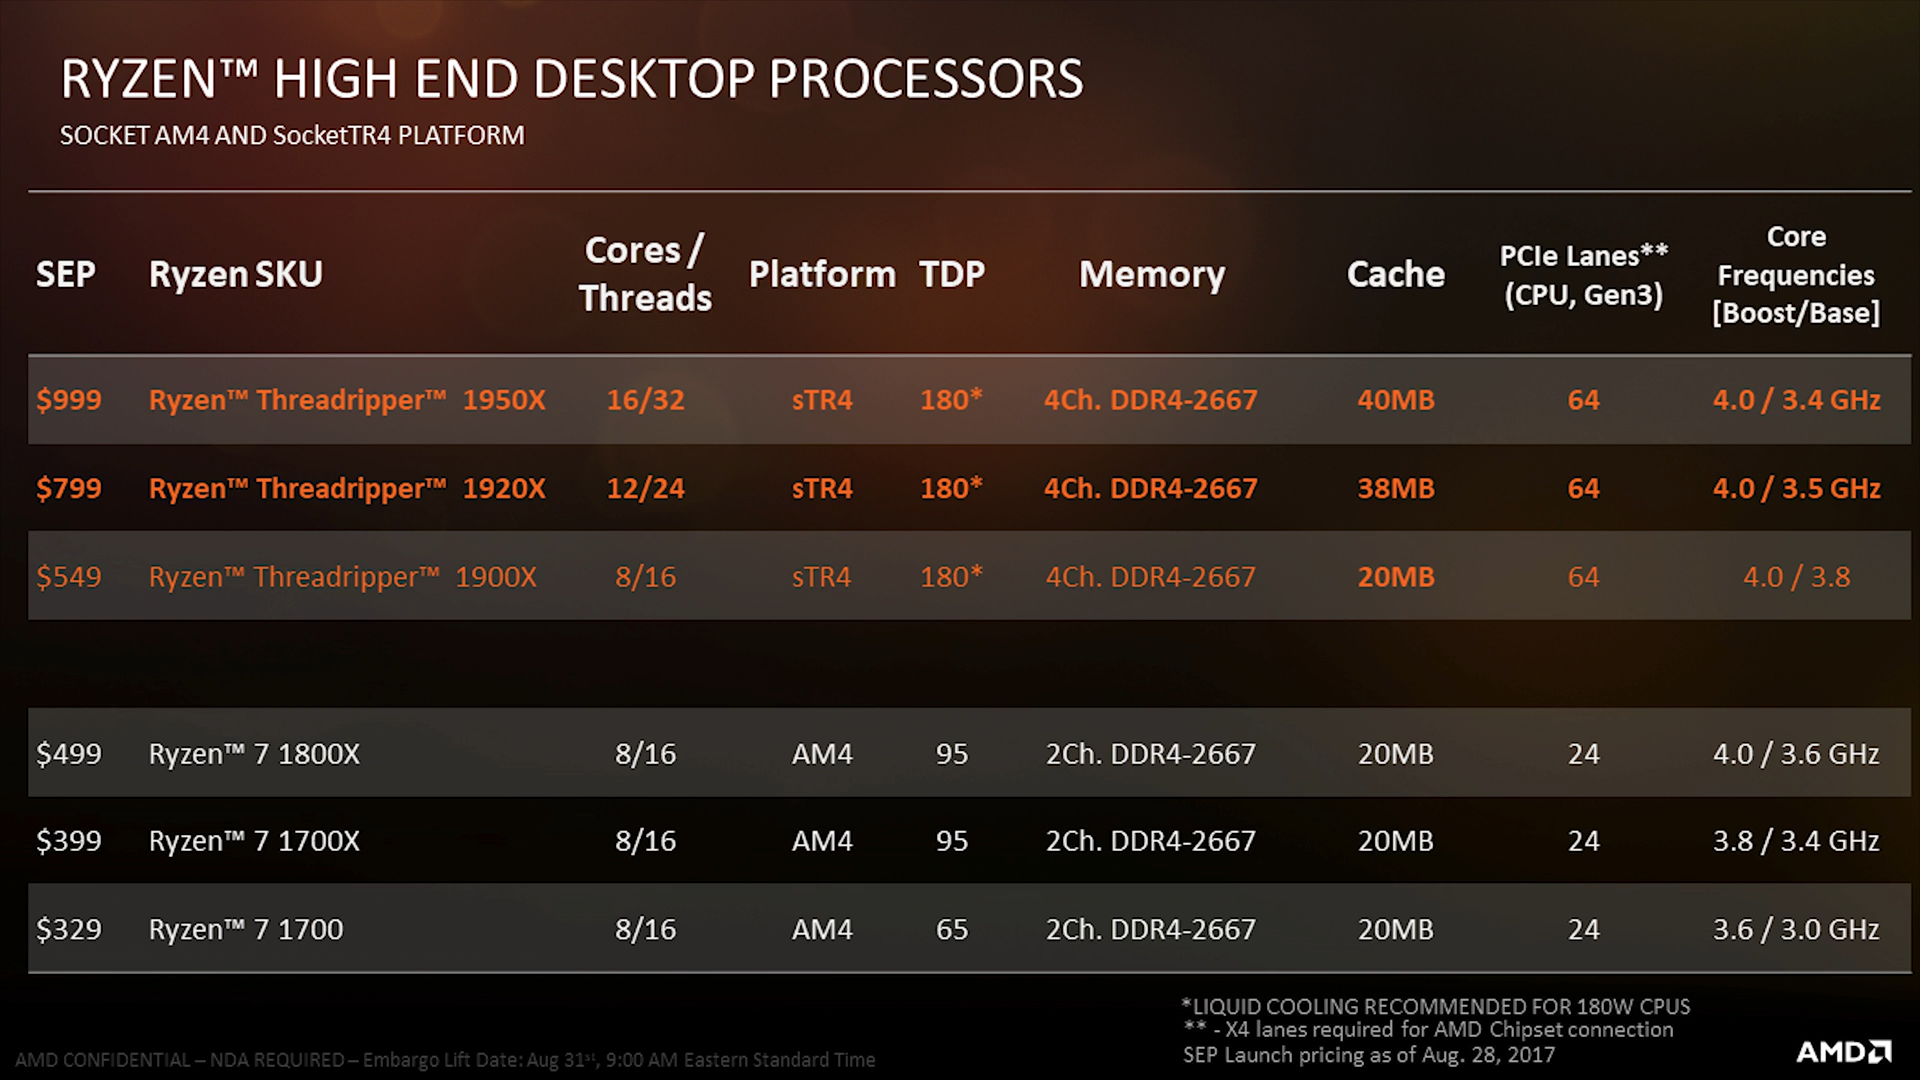 RYZEN™ HIGH END DESKTOP PROCESSORS
SOCKET AM4 AND SocketTR4 PLATFORM
SEP Ryzen SKU Cores / Threads Platform TDP Memory Cache PCIe Lanes** (CPU, Gen3) Core Frequencies [Boost/Base]
$999 Ryzen™ Threadripper™ 1950X 16/32 sTR4 180* 4Ch. DDR4-2667 40MB 64 4.0 / 3.4 GHz
$799 Ryzen™ Threadripper™ 1920X 12/24 sTR4 180* 4Ch. DDR4-2667 38MB 64 4.0 / 3.5 GHz
$549 Ryzen™ Threadripper™ 1900X 8/16 sTR4 180* 4Ch. DDR4-2667 20MB 64 4.0 / 3.8
$499 Ryzen™ 7 1800X 8/16 AM4 95 2Ch. DDR4-2667 20MB 24 4.0 / 3.6 GHz
$399 Ryzen™ 7 1700X 8/16 AM4 95 2Ch. DDR4-2667 20MB 24 3.8 / 3.4 GHz
$329 Ryzen™ 7 1700 8/16 AM4 65 2Ch. DDR4-2667 20MB 24 3.6 / 3.0 GHz
*LIQUID COOLING RECOMMENDED FOR 180W CPUS
** - X4 lanes required for AMD Chipset connection
SEP Launch pricing as of Aug. 28, 2017
AMD CONFIDENTIAL – NDA REQUIRED – Embargo Lift Date: Aug 31st, 9:00 AM Eastern Standard Time
AMD